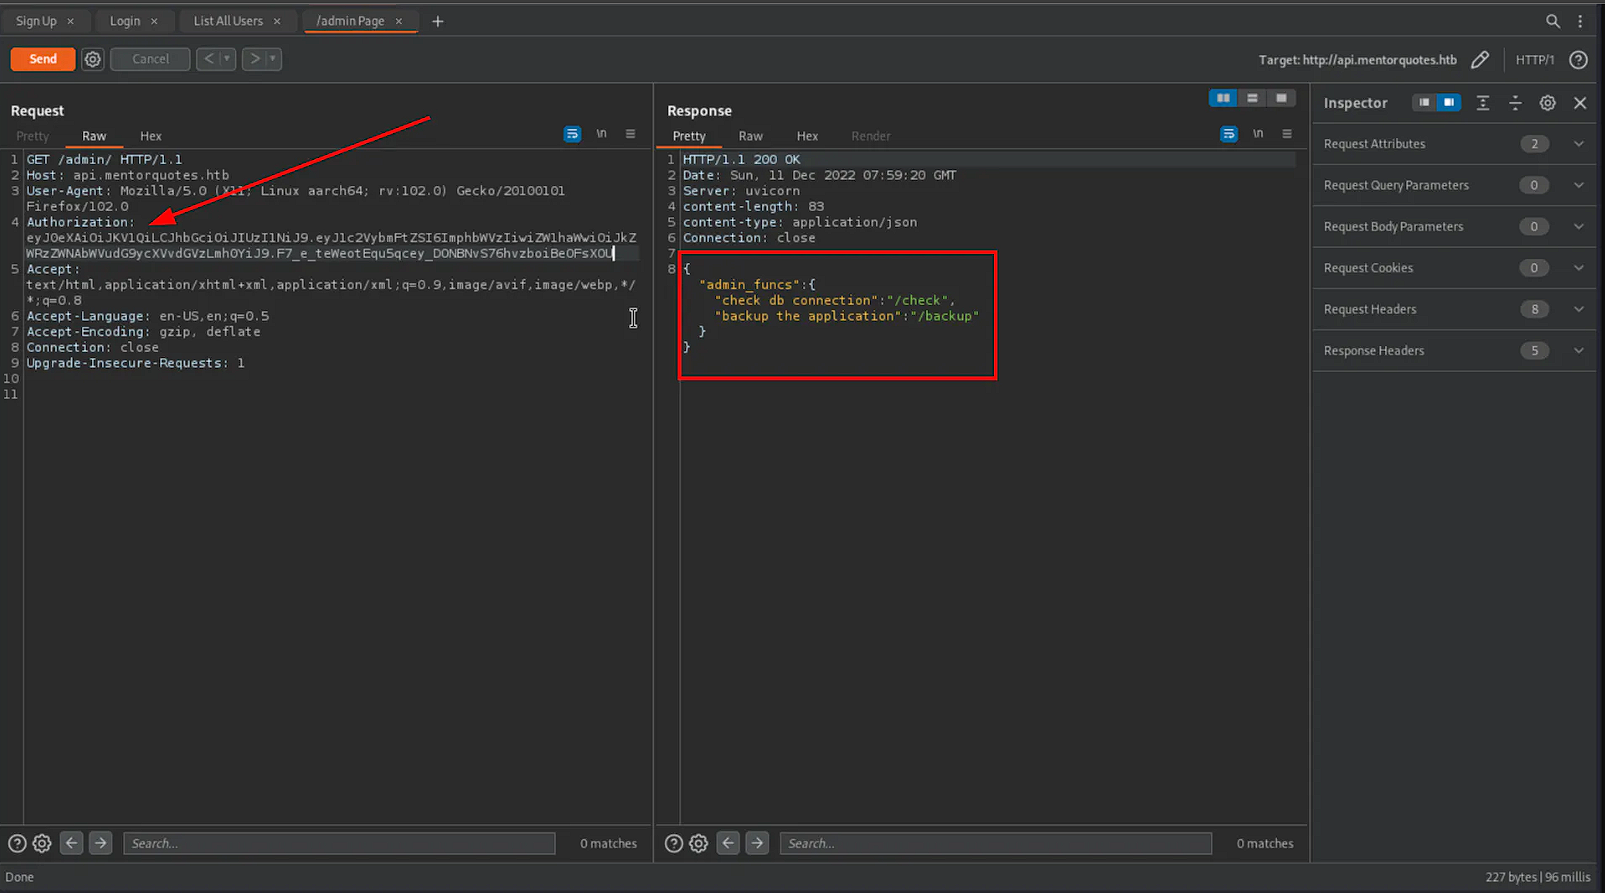 Sign Up × Login × List All Users × /admin Page × +
Send Cancel < > Target: http://api.mentorquotes.htb HTTP/1 ?
Request
Pretty Raw Hex \n
1 GET /admin/ HTTP/1.1
2 Host: api.mentorquotes.htb
3 User-Agent: Mozilla/5.0 (X11; Linux aarch64; rv:102.0) Gecko/20100101
Firefox/102.0
4 Authorization:
eyJ0eXAiOiJKV1QiLCJhbGciOiJIUzI1NiJ9.eyJ1c2VybmFtZSI6ImphbWVzIiwiZW1haWwiOiJkZ
WRzZWNAbWVudG9ycXVvdGVzLmh0YiJ9.F7_e_teWeotEqu5qcey_DONBNvS76hvzboiBeOFsXOU
5 Accept:
text/html,application/xhtml+xml,application/xml;q=0.9,image/avif,image/webp,*/
*;q=0.8
6 Accept-Language: en-US,en;q=0.5
7 Accept-Encoding: gzip, deflate
8 Connection: close
9 Upgrade-Insecure-Requests: 1
10
11
Search...
0 matches
Response
Pretty Raw Hex Render \n
1 HTTP/1.1 200 OK
2 Date: Sun, 11 Dec 2022 07:59:20 GMT
3 Server: uvicorn
4 content-length: 83
5 content-type: application/json
6 Connection: close
7
8 {
"admin_funcs":{
"check db connection":"/check",
"backup the application":"/backup"
}
}
Search...
0 matches
Inspector
Request Attributes 2
Request Query Parameters 0
Request Body Parameters 0
Request Cookies 0
Request Headers 8
Response Headers 5
Done
227 bytes | 96 millis